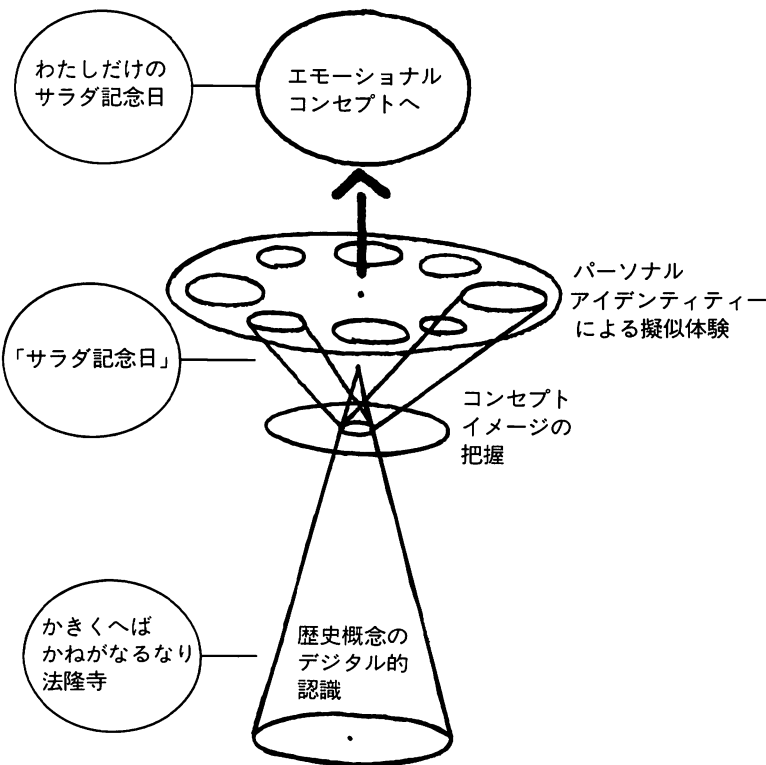 わたしだけの
サラダ記念日
エモーショナル
コンセプトへ
パーソナル
アイデンティティー
による擬似体験
「サラダ記念日」
コンセプト
イメージの
把握
かきくへば
かねがなるなり
法隆寺
歴史概念の
デジタル的
認識